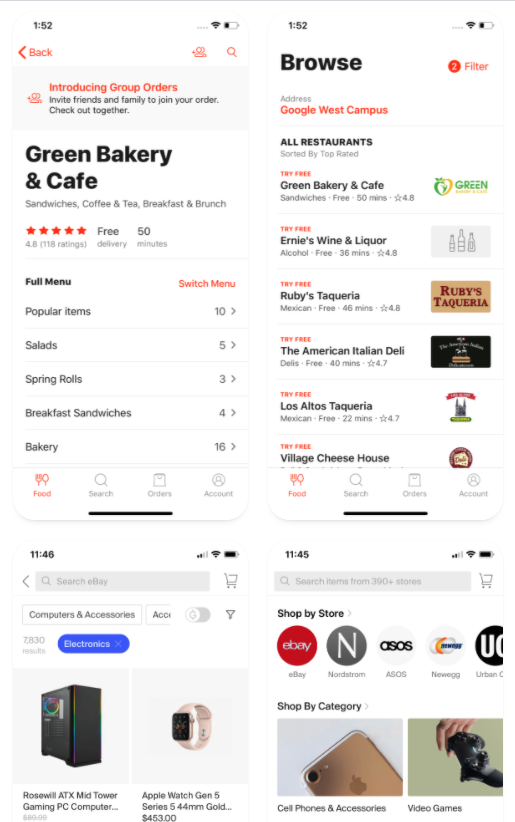 1:52
Back
Introducing Group Orders
Invite friends and family to join your order.
Check out together.
Green Bakery
& Cafe
Sandwiches, Coffee & Tea, Breakfast & Brunch
4.8 (118 ratings)
Free
delivery
50
minutes
Full Menu
Switch Menu
Popular items 10
Salads 5
Spring Rolls 3
Breakfast Sandwiches 4
Bakery 16
Food Search Orders Account
1:52
Browse
2 Filter
Address
Google West Campus
ALL RESTAURANTS
Sorted By Top Rated
TRY FREE
Green Bakery & Cafe
Sandwiches · Free · 50 mins · ☆4.8
GREEN
TRY FREE
Ernie's Wine & Liquor
Alcohol · Free · 36 mins · ☆4.8
TRY FREE
Ruby's Taqueria
Mexican · Free · 46 mins · ☆4.8
RUBY'S
TAQUERIA
TRY FREE
The American Italian Deli
Delis · Free · 40 mins · ☆4.7
The American Italian
TRY FREE
Los Altos Taqueria
Mexican · Free · 22 mins · ☆4.7
TRY FREE
Village Cheese House
Deli
Food Search Orders Account
11:46
Search eBay
Computers & Accessories
Acce
7,830
results
Electronics
Rosewill ATX Mid Tower
Gaming PC Computer...
$89.99
Apple Watch Gen 5
Series 5 44mm Gold...
$453.00
11:45
Search items from 390+ stores
Shop by Store
ebay N asos newegg UO
eBay Nordstrom ASOS Newegg Urban O
Shop By Category
Cell Phones & Accessories
Video Games